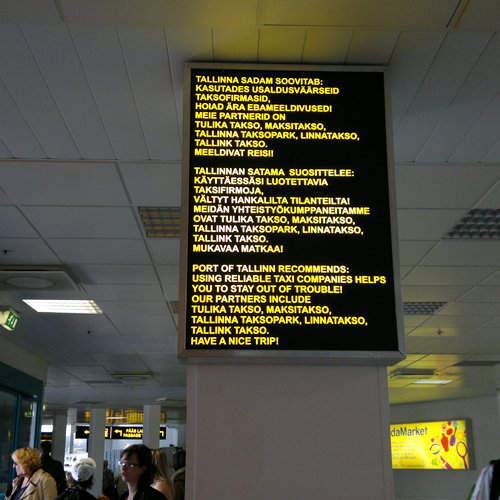 TALLINNA SADAM SOOVITAB:
KASUTADES USALDUSVÄÄRSEID
TAKSOFIRMASID,
HOIAD ÄRA EBAMEELDIVUSED!
MEIE PARTNERID ON
TULIKA TAKSO, MAKSITAKSO,
TALLINNA TAKSOPARK, LINNATAKSO,
TALLINK TAKSO.
MEELDIVAT REISI!
TALLINNAN SATAMA SUOSITTELEE:
KÄYTTÄESSÄSI LUOTETTAVIA
TAKSIFIRMOJA,
VÄLTYT HANKALILTA TILANTEILTA!
MEIDÄN YHTEISTYÖKUMPPANEITAMME
OVAT TULIKA TAKSO, MAKSITAKSO,
TALLINNA TAKSOPARK, LINNATAKSO,
TALLINK TAKSO.
MUKAVAA MATKAA!
PORT OF TALLINN RECOMMENDS:
USING RELIABLE TAXI COMPANIES HELPS
YOU TO STAY OUT OF TROUBLE!
OUR PARTNERS INCLUDE
TULIKA TAKSO, MAKSITAKSO,
TALLINNA TAKSOPARK, LINNATAKSO,
TALLINK TAKSO.
HAVE A NICE TRIP!
daMarket